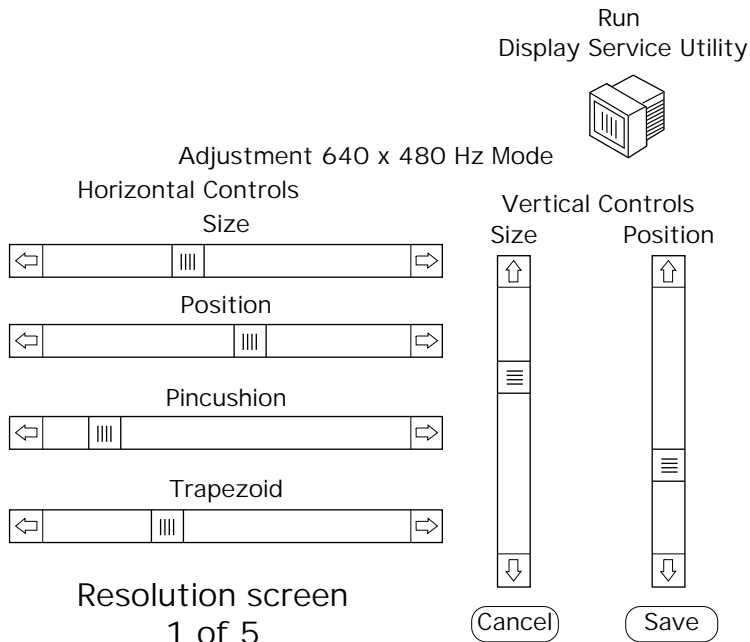 Run
Display Service Utility
Adjustment 640 x 480 Hz Mode
Horizontal Controls
Size
Position
Pincushion
Trapezoid
Vertical Controls
Size Position
Resolution screen
1 of 5
Cancel Save